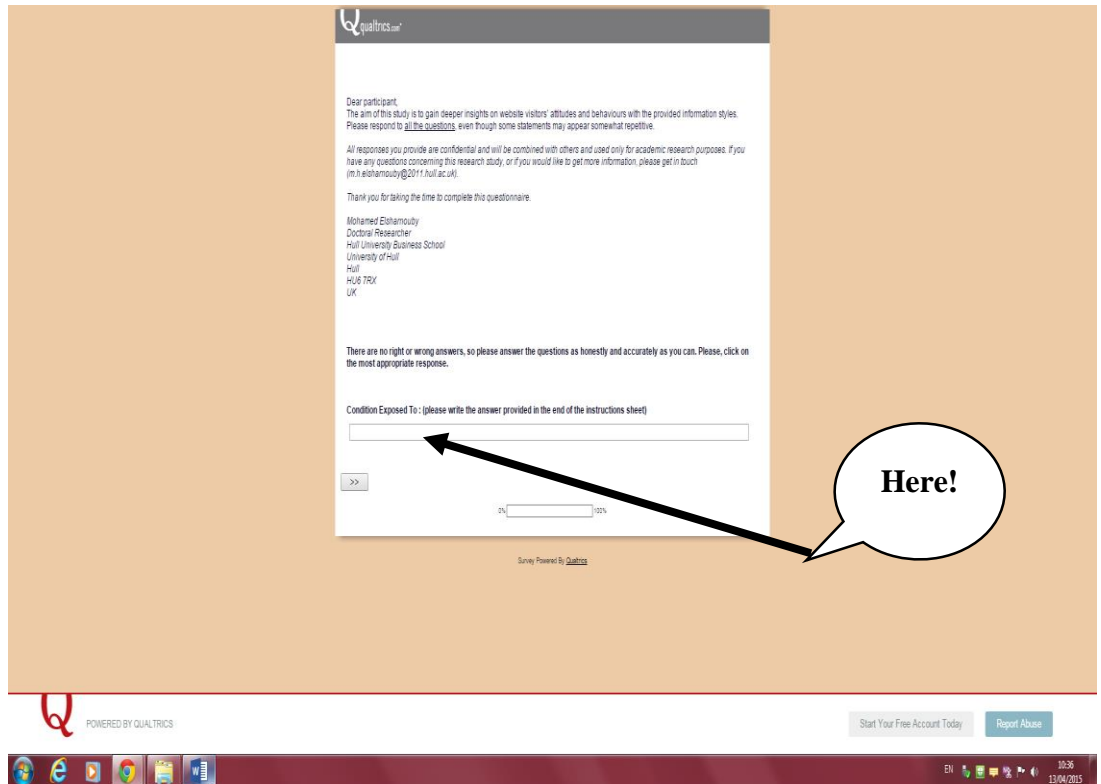 Qualtrics.com
Dear participant,
The aim of this study is to gain deeper insights on website visitors' attitudes and behaviours with the provided information styles.
Please respond to all the questions, even though some statements may appear somewhat repetitive.
All responses you provide are confidential and will be combined with others and used only for academic research purposes. If you
have any questions concerning this research study, or if you would like to get more information, please get in touch
(m.h.elshamouby@2011.hull.ac.uk).
Thank you for taking the time to complete this questionnaire.
Mohamed Elshamouby
Doctoral Researcher
Hull University Business School
University of Hull
Hull
HU6 7RX
UK
There are no right or wrong answers, so please answer the questions as honestly and accurately as you can. Please, click on
the most appropriate response.
Condition Exposed To : (please write the answer provided in the end of the instructions sheet)
Here!
>>
0% 100%
Survey Powered By Qualtrics
POWERED BY QUALTRICS
Start Your Free Account Today
Report Abuse
EN
10:36
13/04/2015